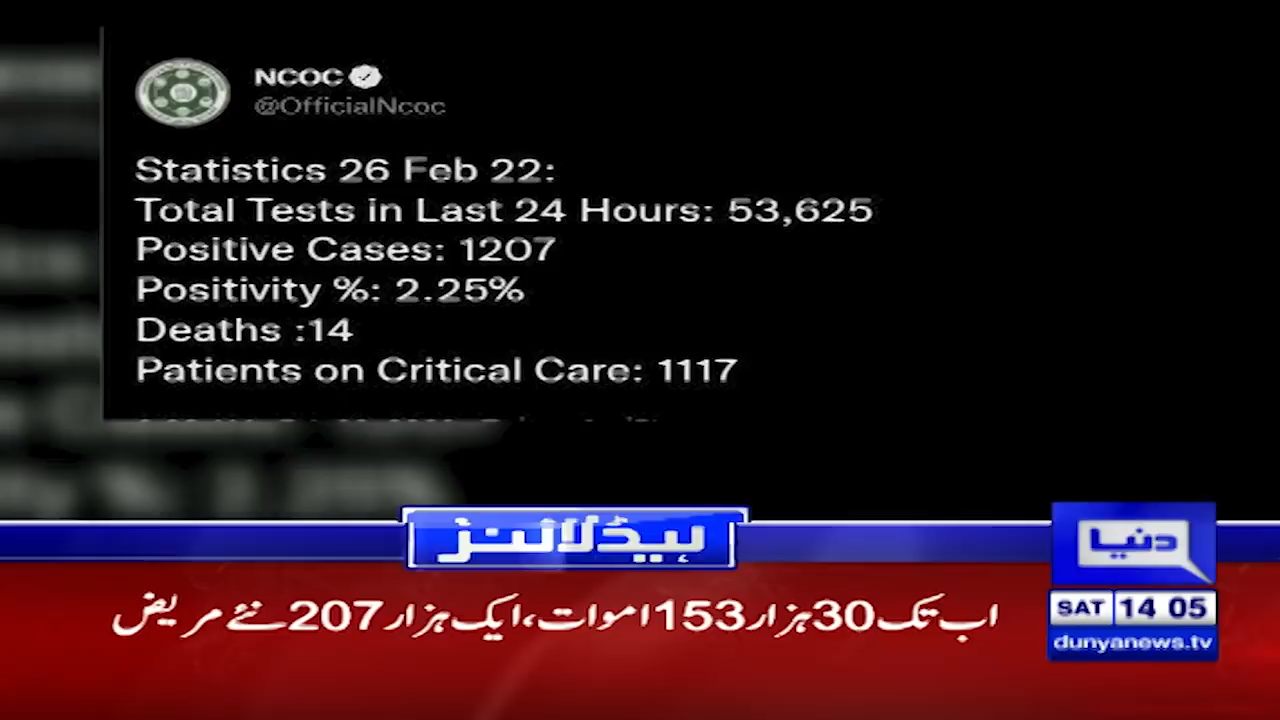 NCOC
@OfficialNcoc
Statistics 26 Feb 22:
Total Tests in Last 24 Hours: 53,625
Positive Cases: 1207
Positivity %: 2.25%
Deaths :14
Patients on Critical Care: 1117
ہیڈلائنز
دنیا
اب تک 30 ہزار 153 اموات، ایک ہزار 207 نئے مریض
SAT 14 05
dunyanews.tv